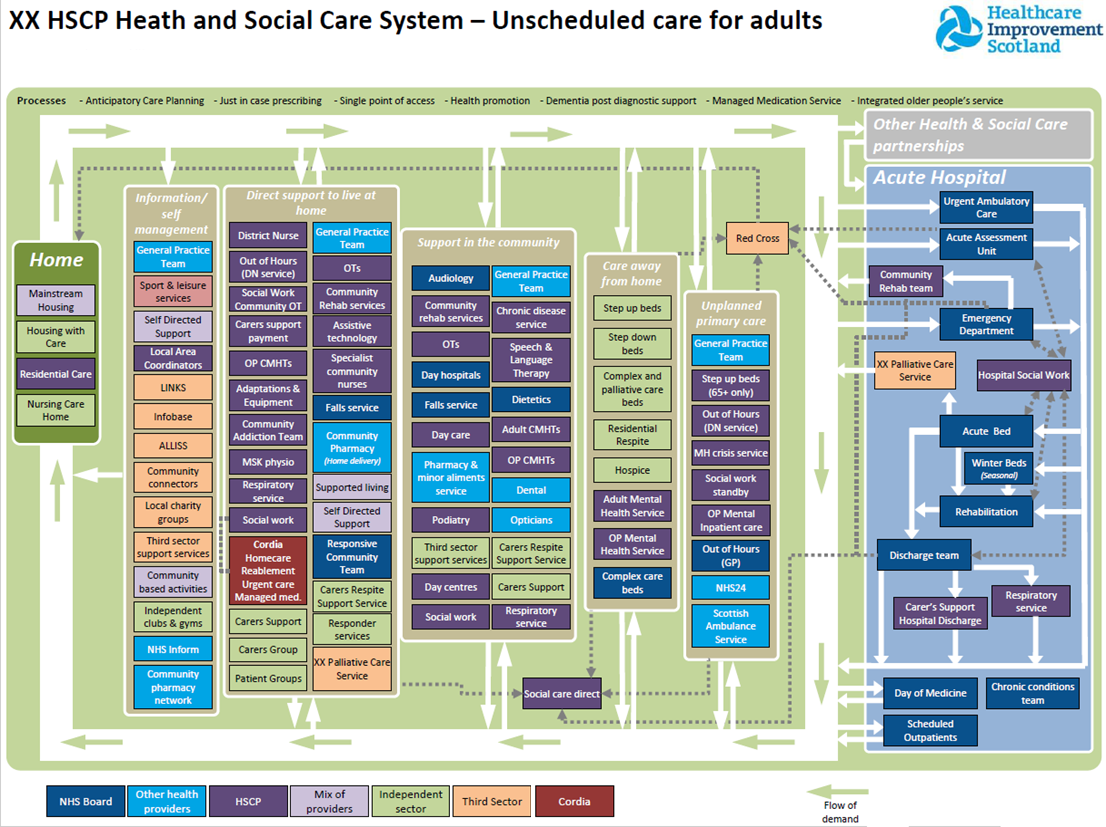 XX HSCP Heath and Social Care System – Unscheduled care for adults
Healthcare
Improvement
Scotland
Processes - Anticipatory Care Planning - Just in case prescribing - Single point of access - Health promotion - Dementia post diagnostic support - Managed Medication Service - Integrated older people's service
Home
Mainstream
Housing
Housing with
Care
Residential Care
Nursing Care
Home
Information/
self
management
General Practice
Team
Sport & leisure
services
Self Directed
Support
Local Area
Coordinators
LINKS
Infobase
ALLISS
Community
connectors
Local charity
groups
Third sector
support services
Community
based activities
Independent
clubs & gyms
NHS Inform
Community
pharmacy
network
Direct support to live at
home
District Nurse
Out of Hours
(DN service)
Social Work
Community OT
Carers support
payment
OP CMHTs
Adaptations &
Equipment
Community
Addiction Team
MSK physio
Respiratory
service
Social work
Cordia
Homecare
Reablement
Urgent care
Managed med.
Carers Support
Carers Group
Patient Groups
General Practice
Team
OTs
Community
Rehab services
Assistive
technology
Specialist
community
nurses
Falls service
Community
Pharmacy
(Home delivery)
Supported living
Self Directed
Support
Responsive
Community
Team
Carers Respite
Support Service
Responder
services
XX Palliative Care
Service
Support in the community
Audiology
Community
rehab services
OTs
Day hospitals
Falls service
Day care
Pharmacy &
minor aliments
service
Podiatry
Third sector
support services
Day centres
Social work
General Practice
Team
Chronic disease
service
Speech &
Language
Therapy
Dietetics
Adult CMHTs
OP CMHTs
Dental
Opticians
Carers Respite
Support Service
Carers Support
Respiratory
service
Care away
from home
Step up beds
Step down
beds
Complex and
palliative care
beds
Residential
Respite
Hospice
Adult Mental
Health Service
OP Mental
Health Service
Complex care
beds
Social care direct
Red Cross
Unplanned
primary care
General Practice
Team
Step up beds
(65+ only)
Out of Hours
(DN service)
MH crisis service
Social work
standby
OP Mental
Inpatient care
Out of Hours
(GP)
NHS24
Scottish
Ambulance
Service
Other Health & Social Care
partnerships
Acute Hospital
Urgent Ambulatory
Care
Acute Assessment
Unit
Community
Rehab team
Emergency
Department
XX Palliative Care
Service
Hospital Social Work
Acute Bed
Winter Beds
(Seasonal)
Rehabilitation
Discharge team
Carer's Support
Hospital Discharge
Respiratory
service
Day of Medicine
Chronic conditions
team
Scheduled
Outpatients
NHS Board
Other health
providers
HSCP
Mix of
providers
Independent
sector
Third Sector
Cordia
Flow of
demand